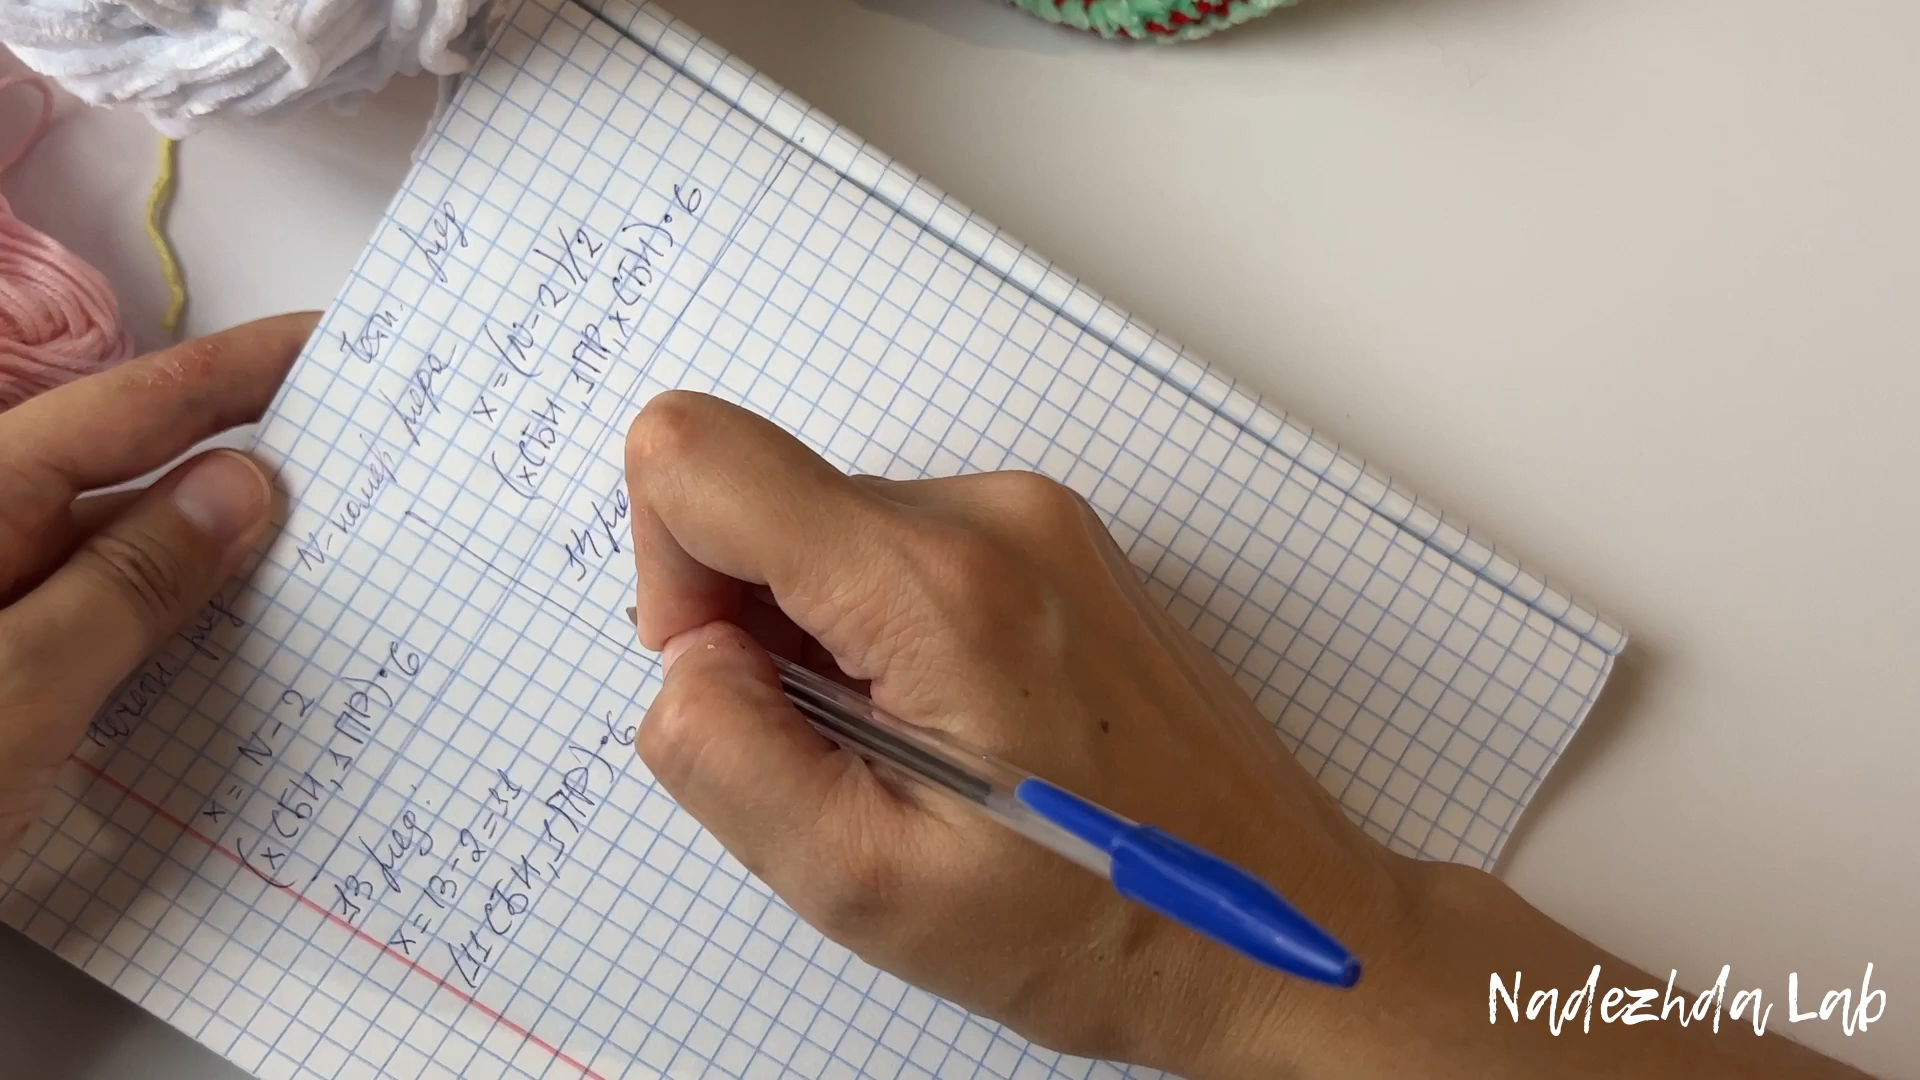 N-номер ряда
Нечетн. ряд
x = N - 2
(x СБН, 1 ПР)•6
13 ряд:
x = 13 - 2 = 11
(11 СБН, 1 ПР)•6
Четн. ряд
x = (N - 2)/2
(x СБН, 1 ПР, x СБН)•6
14
Nadezhda Lab